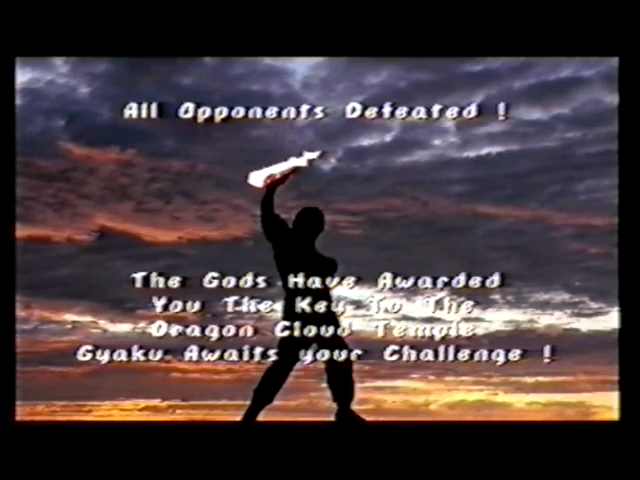 All Opponents Defeated !
The Gods Have Awarded
You The Key To The
Dragon Cloud Temple
Gyaku Awaits your Challenge !